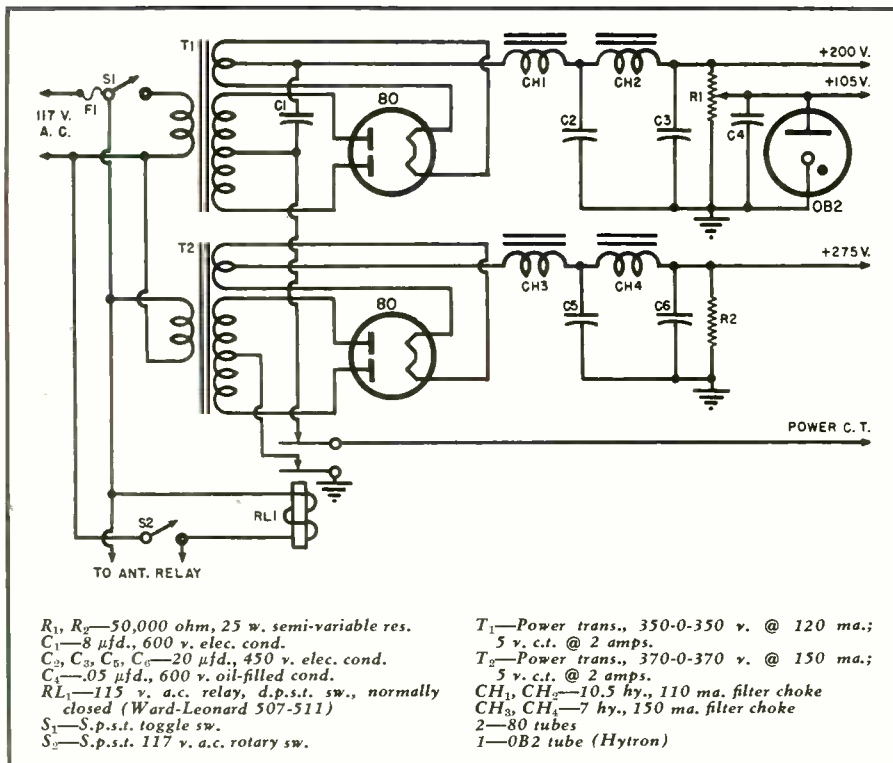 T1
S1
F1
117 V.
A. C.
C1
80
CH1
CH2
+200 V.
+105V.
R1
C2
C3
C4
OB2
T2
80
CH3
CH4
+275 V.
C5
C6
R2
POWER C.T.
RL1
S2
TO ANT. RELAY
R₁, R₂—50,000 ohm, 25 w. semi-variable res.
C₁—8 μfd., 600 v. elec. cond.
C₂, C₃, C₅, C₆—20 μfd., 450 v. elec. cond.
C₄—.05 μfd., 600 v. oil-filled cond.
RL₁—115 v. a.c. relay, d.p.s.t. sw., normally
closed (Ward-Leonard 507-511)
S₁—S.p.s.t. toggle sw.
S₂—S.p.s.t. 117 v. a.c. rotary sw.
T₁—Power trans., 350-0-350 v. @ 120 ma.;
5 v. c.t. @ 2 amps.
T₂—Power trans., 370-0-370 v. @ 150 ma.;
5 v. c.t. @ 2 amps.
CH₁, CH₂—10.5 hy., 110 ma. filter choke
CH₃, CH₄—7 hy., 150 ma. filter choke
2—80 tubes
1—0B2 tube (Hytron)